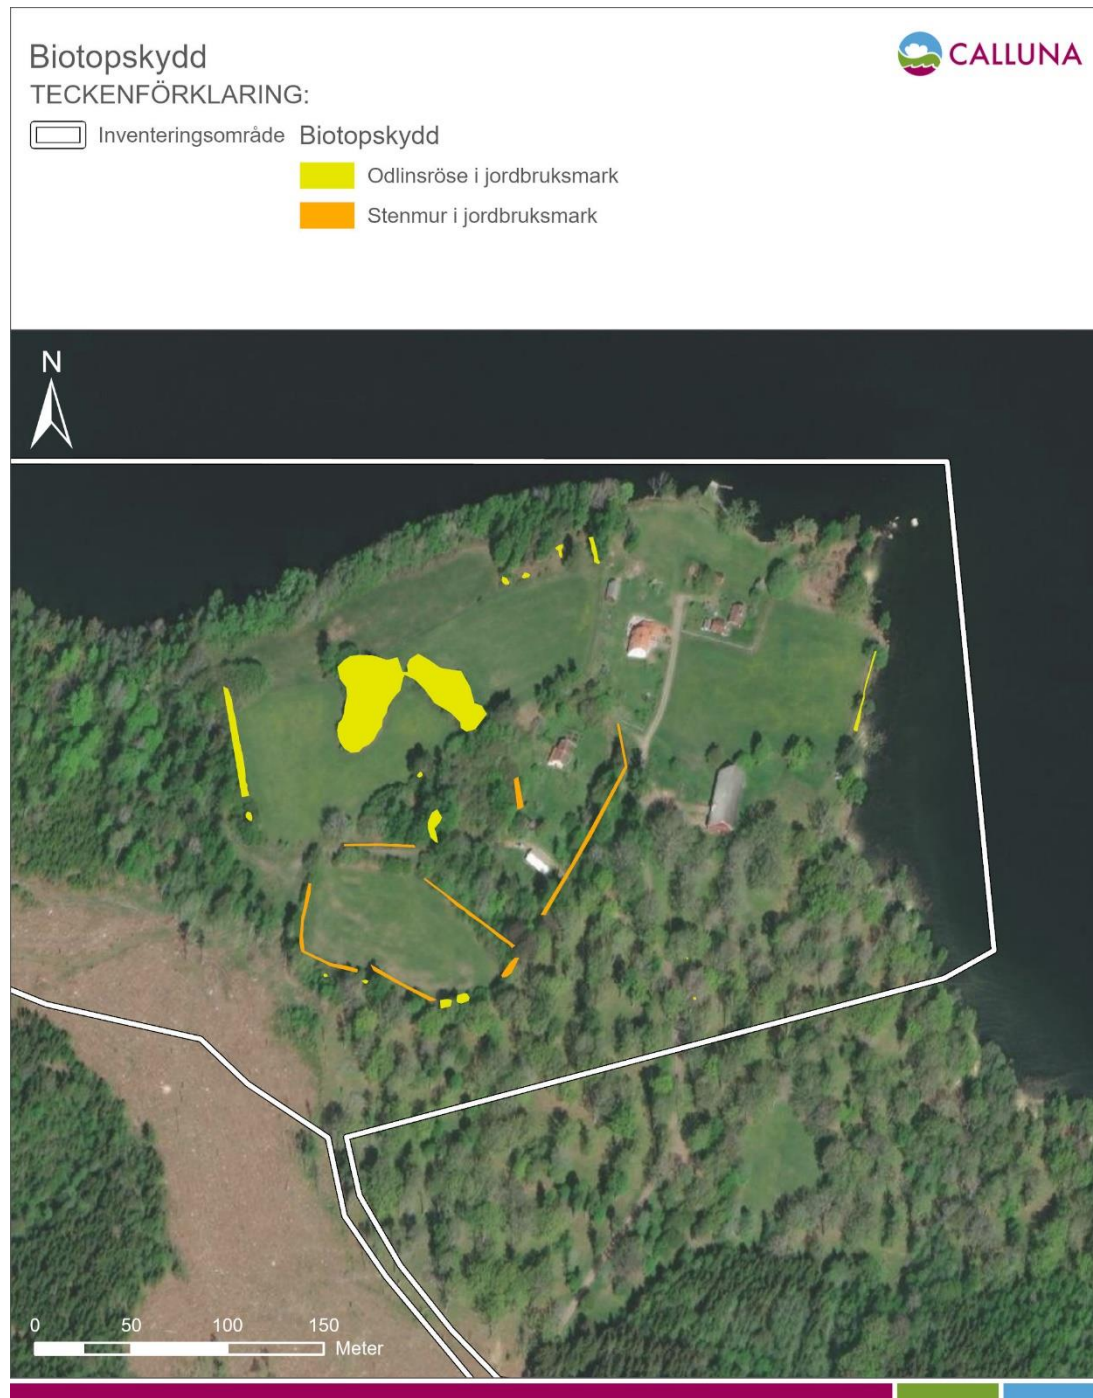 Biotopskydd
TECKENFÖRKLARING:
Inventeringsområde
Biotopskydd
Odlinsröse i jordbruksmark
Stenmur i jordbruksmark
CALLUNA
N
0 50 100 150
Meter